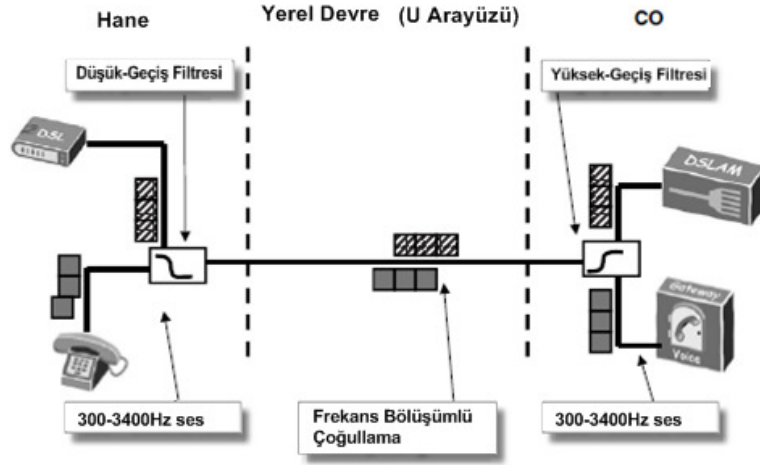 Hane
Yerel Devre (U Arayüzü)
CO
Düşük-Geçiş Filtresi
Yüksek-Geçiş Filtresi
DSL
DSLAM
Gateway
Voice
300-3400Hz ses
Frekans Bölüşümlü
Çoğullama
300-3400Hz ses